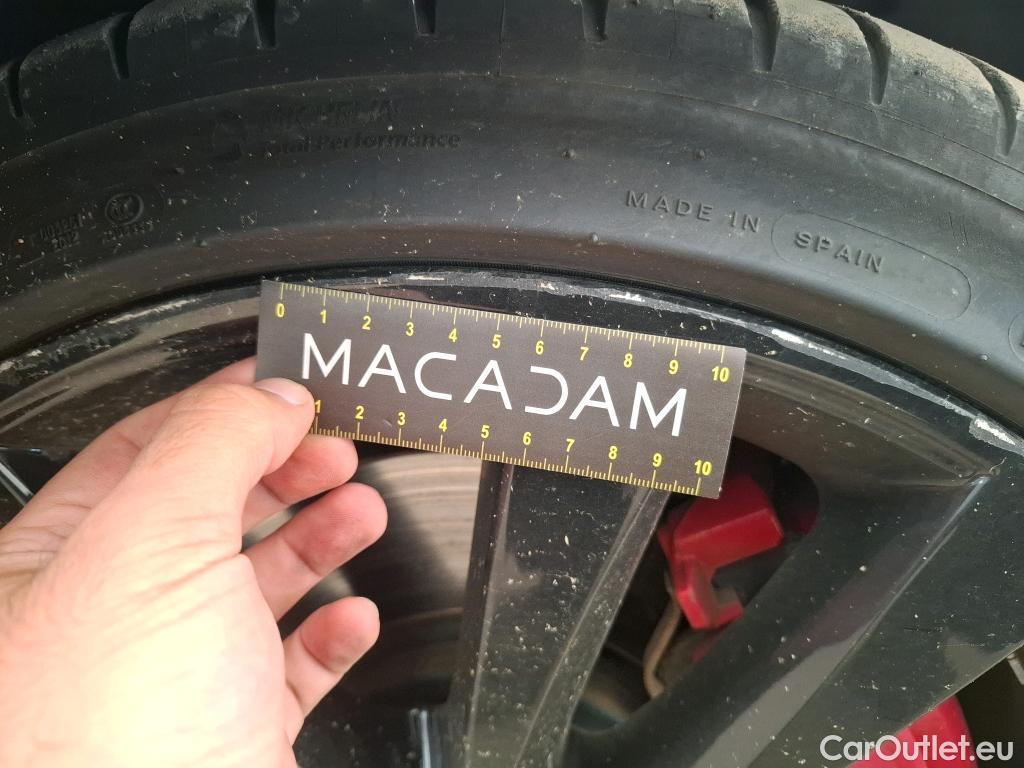 MICHELIN
Total Performance
MADE IN SPAIN
0 1 2 3 4 5 6 7 8 9 10
MACADAM
1 2 3 4 5 6 7 8 9 10
CarOutlet.eu